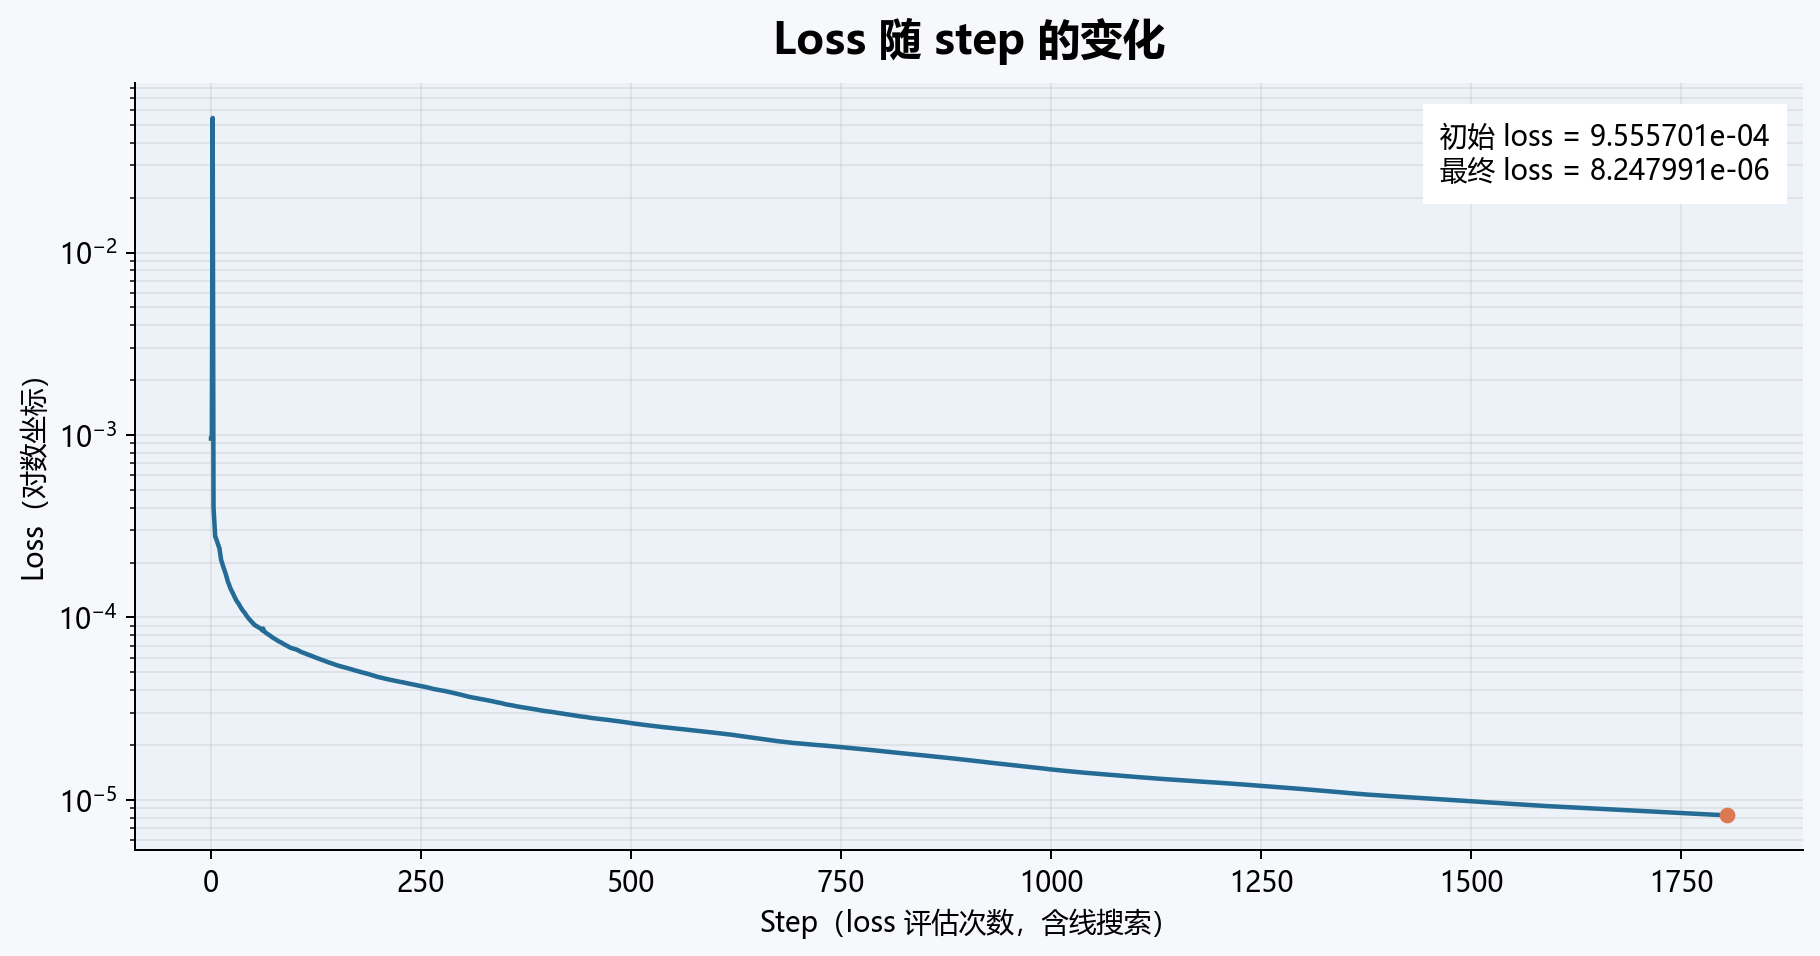 Loss 随 step 的变化
初始 loss = 9.555701e-04
最终 loss = 8.247991e-06
Loss（对数坐标）
10⁻²
10⁻³
10⁻⁴
10⁻⁵
0 250 500 750 1000 1250 1500 1750
Step（loss 评估次数，含线搜索）